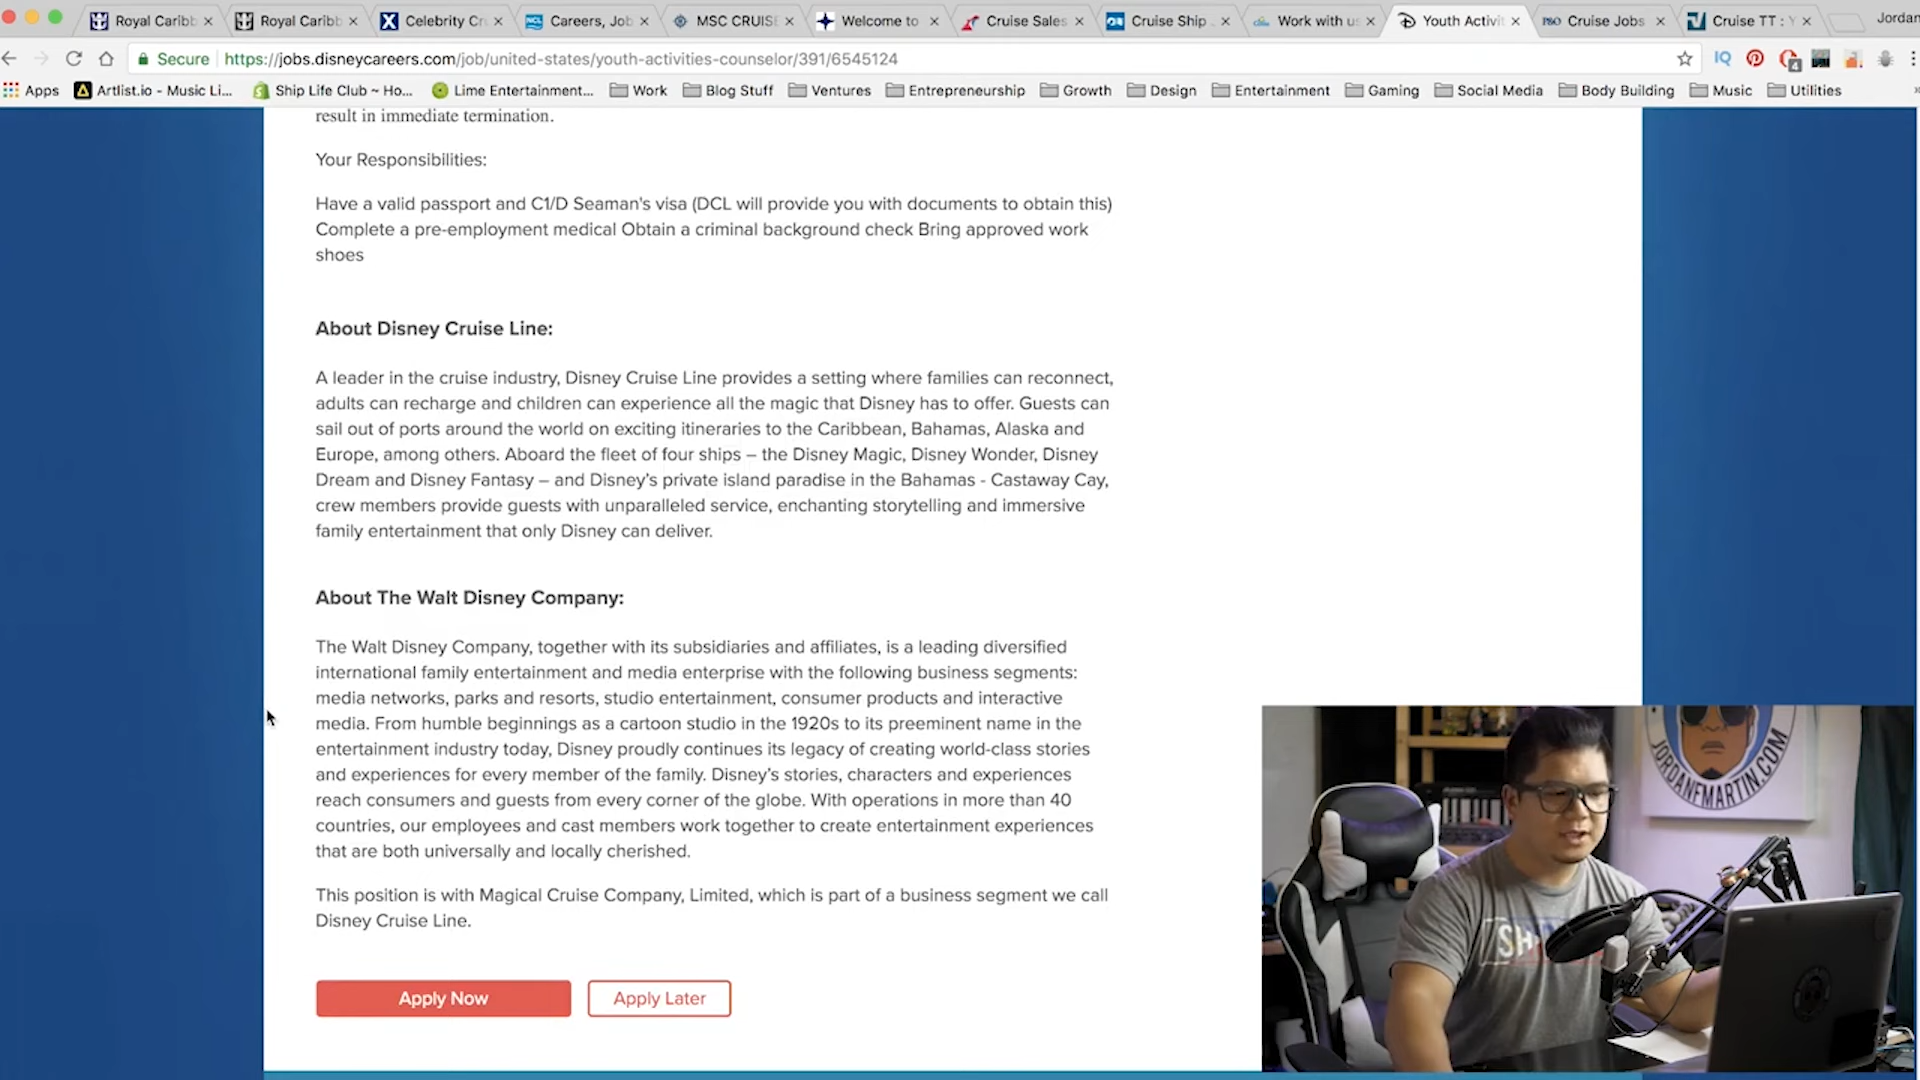 Royal Caribb
Royal Caribb
Celebrity Cr
Careers, Job
MSC CRUISE
Welcome to
Cruise Sales
Cruise Ship
Work with us
Youth Activit
Cruise Jobs
Cruise TT : Y
Jordan
Secure
https://jobs.disneycareers.com/job/united-states/youth-activities-counselor/391/6545124
Apps
Artlist.io - Music Li...
Ship Life Club ~ Ho...
Lime Entertainment...
Work
Blog Stuff
Ventures
Entrepreneurship
Growth
Design
Entertainment
Gaming
Social Media
Body Building
Music
Utilities
result in immediate termination.
Your Responsibilities:
Have a valid passport and C1/D Seaman's visa (DCL will provide you with documents to obtain this)
Complete a pre-employment medical Obtain a criminal background check Bring approved work
shoes
About Disney Cruise Line:
A leader in the cruise industry, Disney Cruise Line provides a setting where families can reconnect,
adults can recharge and children can experience all the magic that Disney has to offer. Guests can
sail out of ports around the world on exciting itineraries to the Caribbean, Bahamas, Alaska and
Europe, among others. Aboard the fleet of four ships – the Disney Magic, Disney Wonder, Disney
Dream and Disney Fantasy – and Disney's private island paradise in the Bahamas - Castaway Cay,
crew members provide guests with unparalleled service, enchanting storytelling and immersive
family entertainment that only Disney can deliver.
About The Walt Disney Company:
The Walt Disney Company, together with its subsidiaries and affiliates, is a leading diversified
international family entertainment and media enterprise with the following business segments:
media networks, parks and resorts, studio entertainment, consumer products and interactive
media. From humble beginnings as a cartoon studio in the 1920s to its preeminent name in the
entertainment industry today, Disney proudly continues its legacy of creating world-class stories
and experiences for every member of the family. Disney's stories, characters and experiences
reach consumers and guests from every corner of the globe. With operations in more than 40
countries, our employees and cast members work together to create entertainment experiences
that are both universally and locally cherished.
This position is with Magical Cruise Company, Limited, which is part of a business segment we call
Disney Cruise Line.
Apply Now
Apply Later
JORDANFMARTIN.COM
SH